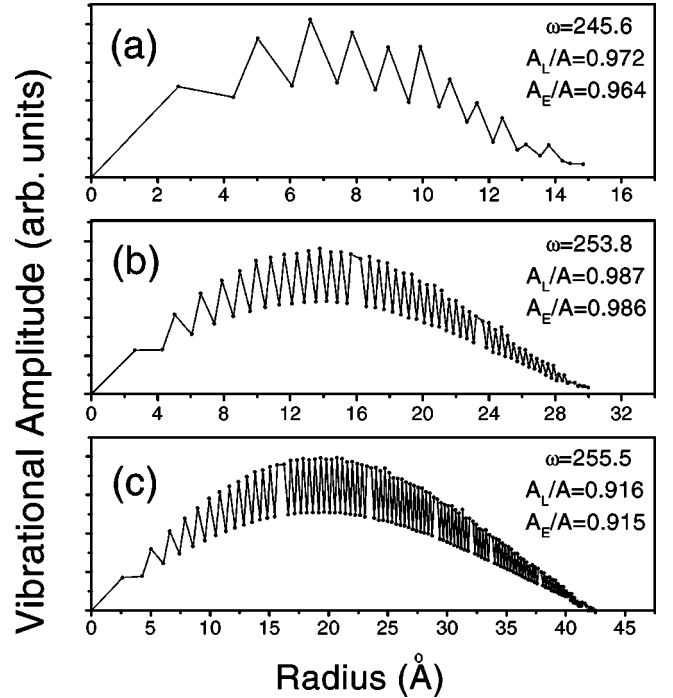 Vibrational Amplitude (arb. units)
(a)
ω=245.6
A_L/A=0.972
A_E/A=0.964
0 2 4 6 8 10 12 14 16
(b)
ω=253.8
A_L/A=0.987
A_E/A=0.986
0 4 8 12 16 20 24 28 32
(c)
ω=255.5
A_L/A=0.916
A_E/A=0.915
0 5 10 15 20 25 30 35 40 45
Radius (Å)